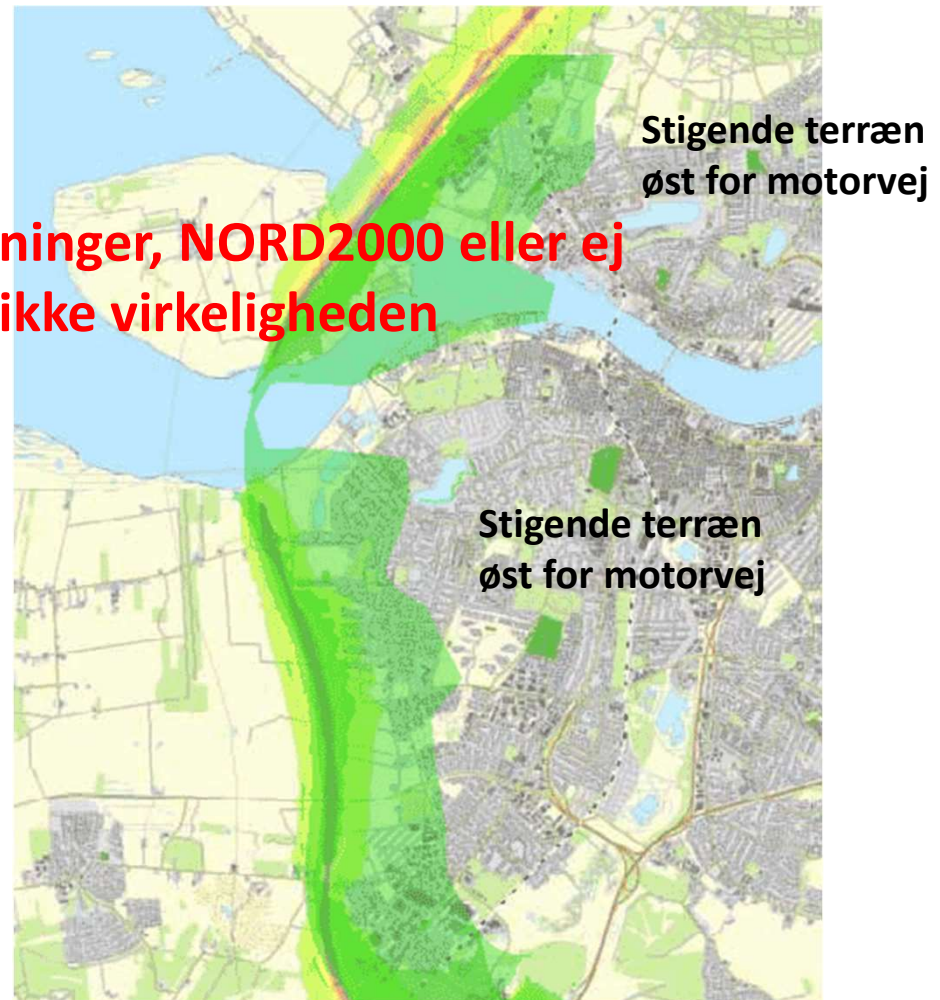 Stigende terræn
øst for motorvej
ninger, NORD2000 eller ej
ikke virkeligheden
Stigende terræn
øst for motorvej